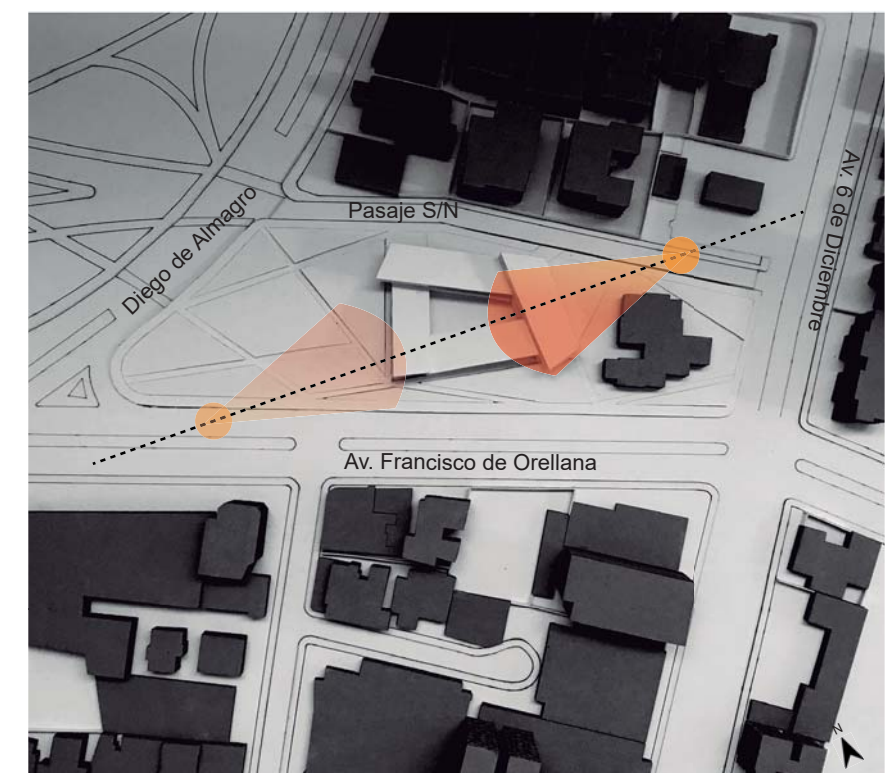 Pasaje S/N
Diego de Almagro
Av. 6 de Diciembre
Av. Francisco de Orellana
N